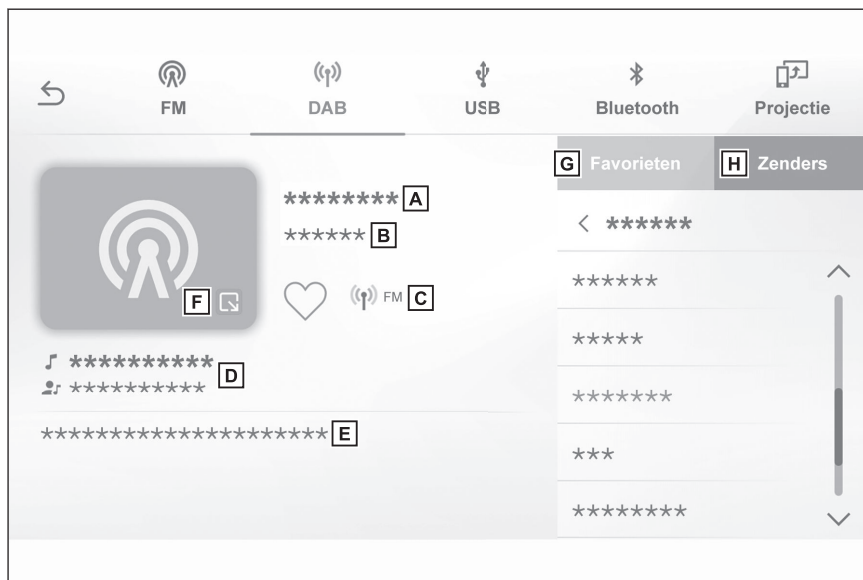 FM DAB USB Bluetooth Projectie
G Favorieten H Zenders
******** A
****** B
FM C
F
********** D
**********
********************* E
******
******
*****
*******
***
********